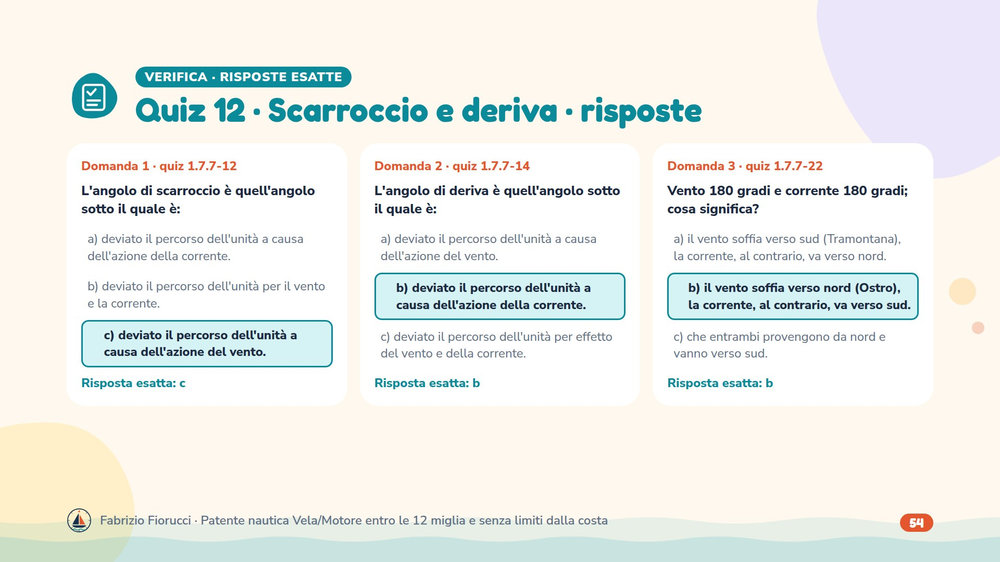 VERIFICA · RISPOSTE ESATTE
Quiz 12 · Scarroccio e deriva · risposte
Domanda 1 · quiz 1.7.7-12
L'angolo di scarroccio è quell'angolo
sotto il quale è:
a) deviato il percorso dell'unità a causa
dell'azione della corrente.
b) deviato il percorso dell'unità per il vento
e la corrente.
c) deviato il percorso dell'unità a
causa dell'azione del vento.
Risposta esatta: c
Domanda 2 · quiz 1.7.7-14
L'angolo di deriva è quell'angolo sotto
il quale è:
a) deviato il percorso dell'unità a causa
dell'azione del vento.
b) deviato il percorso dell'unità a
causa dell'azione della corrente.
c) deviato il percorso dell'unità per effetto
del vento e della corrente.
Risposta esatta: b
Domanda 3 · quiz 1.7.7-22
Vento 180 gradi e corrente 180 gradi;
cosa significa?
a) il vento soffia verso sud (Tramontana),
la corrente, al contrario, va verso nord.
b) il vento soffia verso nord (Ostro),
la corrente, al contrario, va verso sud.
c) che entrambi provengono da nord e
vanno verso sud.
Risposta esatta: b
Fabrizio Fiorucci · Patente nautica Vela/Motore entro le 12 miglia e senza limiti dalla costa
54